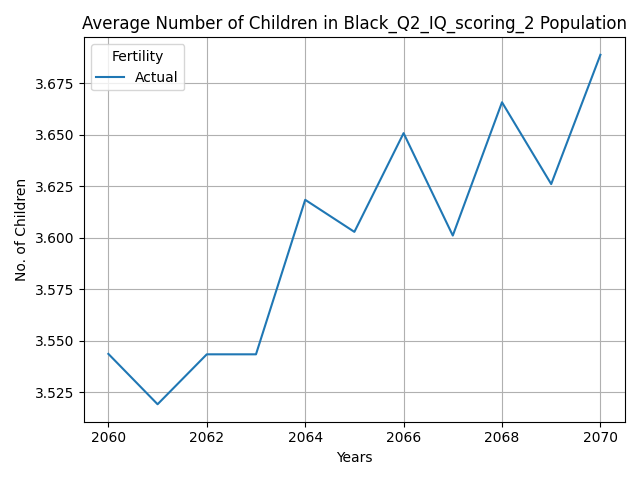 Average Number of Children in Black_Q2_IQ_scoring_2 Population
Fertility
Actual
No. of Children
3.675
3.650
3.625
3.600
3.575
3.550
3.525
2060
2062
2064
2066
2068
2070
Years